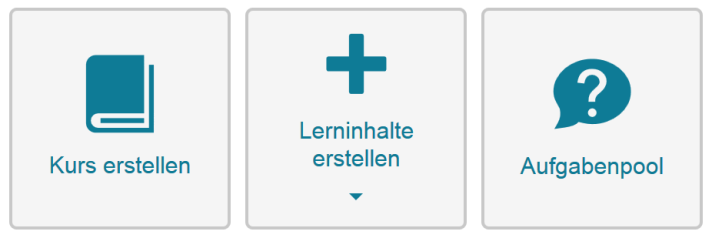 Kurs erstellen
Lerninhalte
erstellen
Aufgabenpool